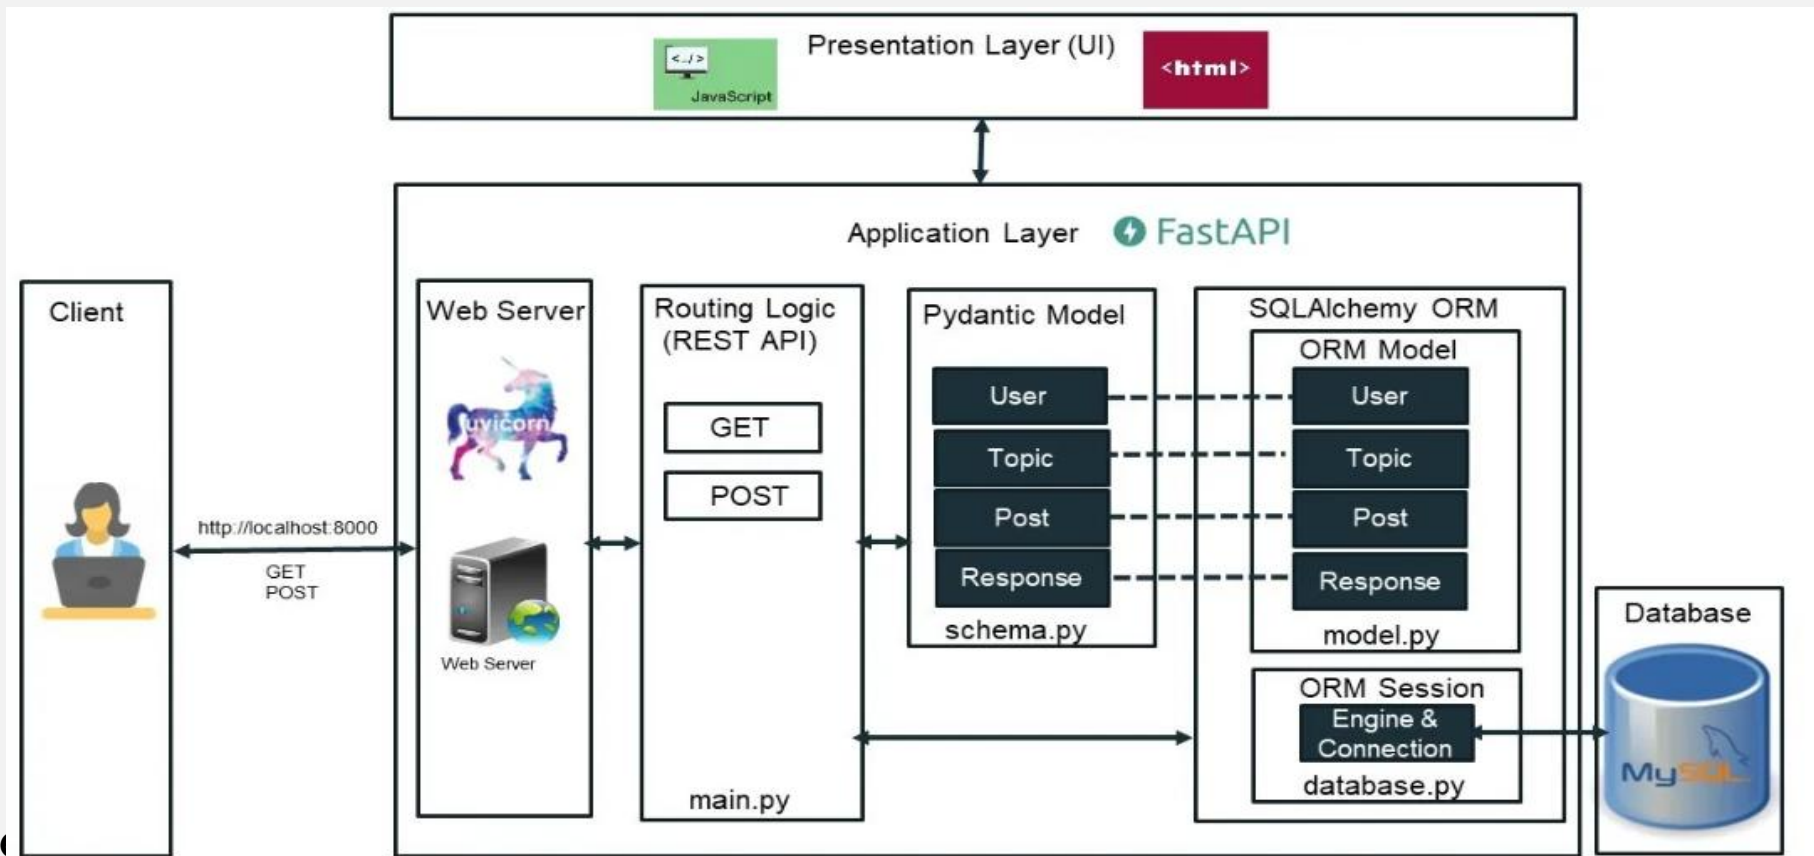 Presentation Layer (UI)
<../>
JavaScript
<html>
Application Layer
FastAPI
Client
http://localhost:8000
GET
POST
Web Server
uvicorn
Web Server
Routing Logic
(REST API)
GET
POST
main.py
Pydantic Model
User
Topic
Post
Response
schema.py
SQLAlchemy ORM
ORM Model
User
Topic
Post
Response
model.py
ORM Session
Engine &
Connection
database.py
Database
MySQL